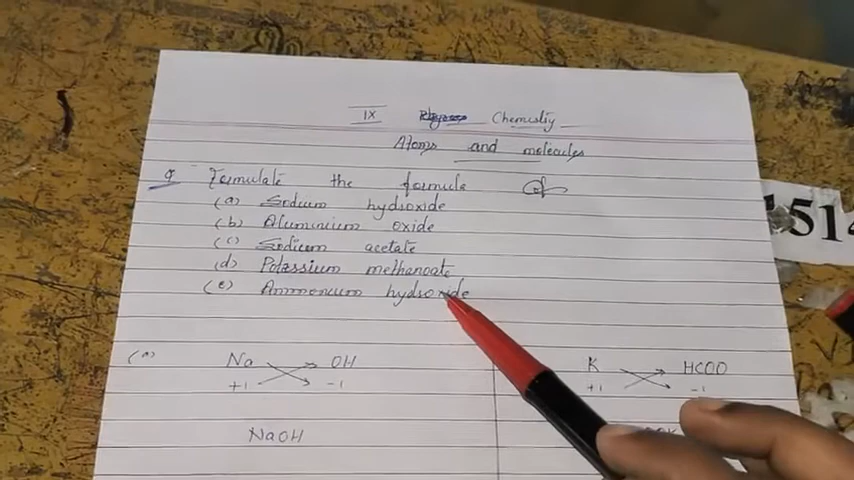 IX Chemistry
Atoms and molecules
Q Formulate the formula of
(a) Sodium hydroxide
(b) Aluminium oxide
(c) Sodium acetate
(d) Potassium methanoate
(e) Ammonium hydroxide
(a) Na OH
+1 -1
NaOH
K HCOO
+1 -1
1514